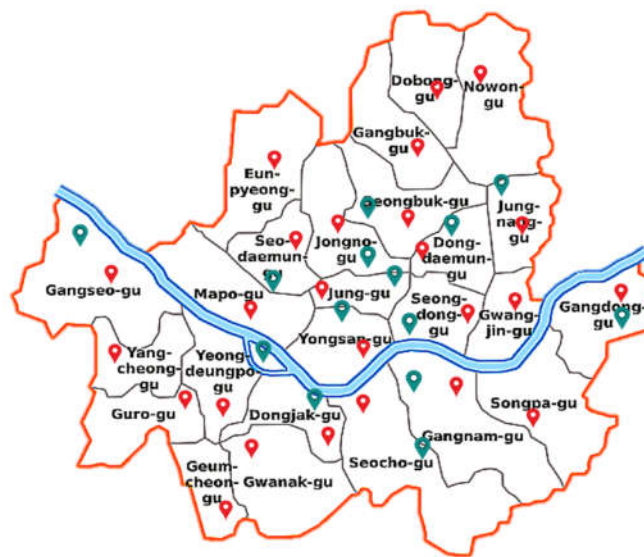 Dobong-
gu
Nowon-
gu
Gangbuk-
gu
Eun-
pyeong-
gu
Seongbuk-gu
Jung-
nang-
gu
Seo-
daemun-
gu
Jongno-
gu
Dong-
daemun-
gu
Gangseo-gu
Mapo-gu
Jung-gu
Seong-
dong-
gu
Gwang-
jin-gu
Gangdong-
gu
Yongsan-gu
Yang-
cheong-
gu
Yeong-
deungpo-
gu
Guro-gu
Dongjak-gu
Songpa-gu
Gangnam-gu
Seocho-gu
Geum-
cheon-
gu
Gwanak-gu